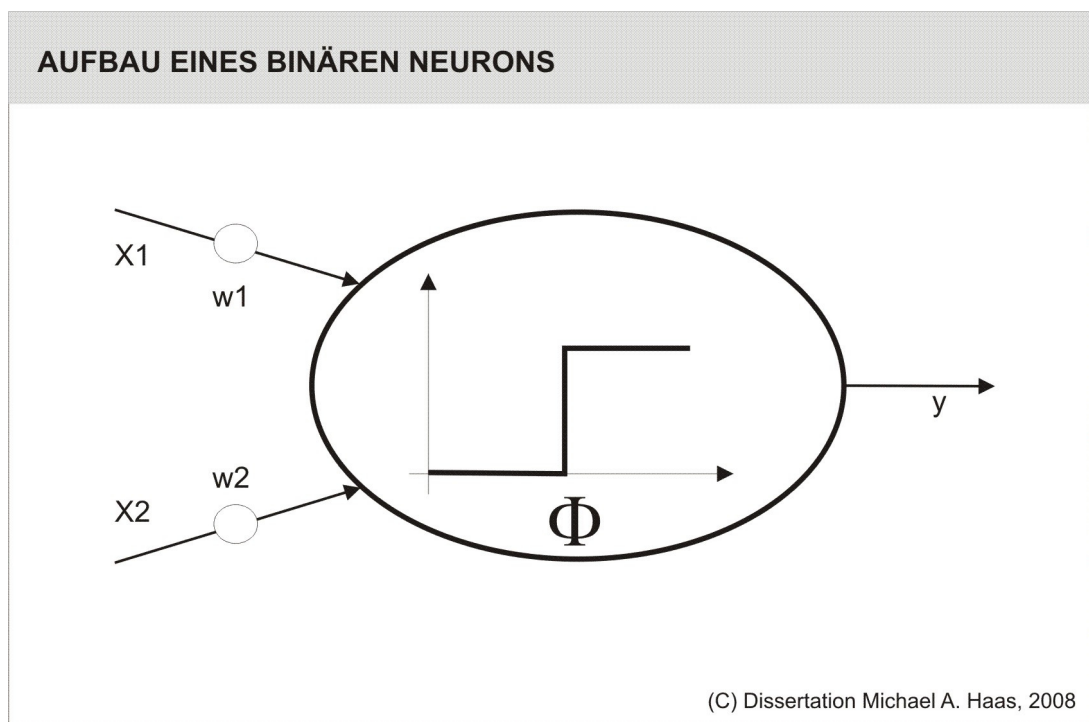 AUFBAU EINES BINÄREN NEURONS
X1
w1
w2
X2
Φ
y
(C) Dissertation Michael A. Haas, 2008